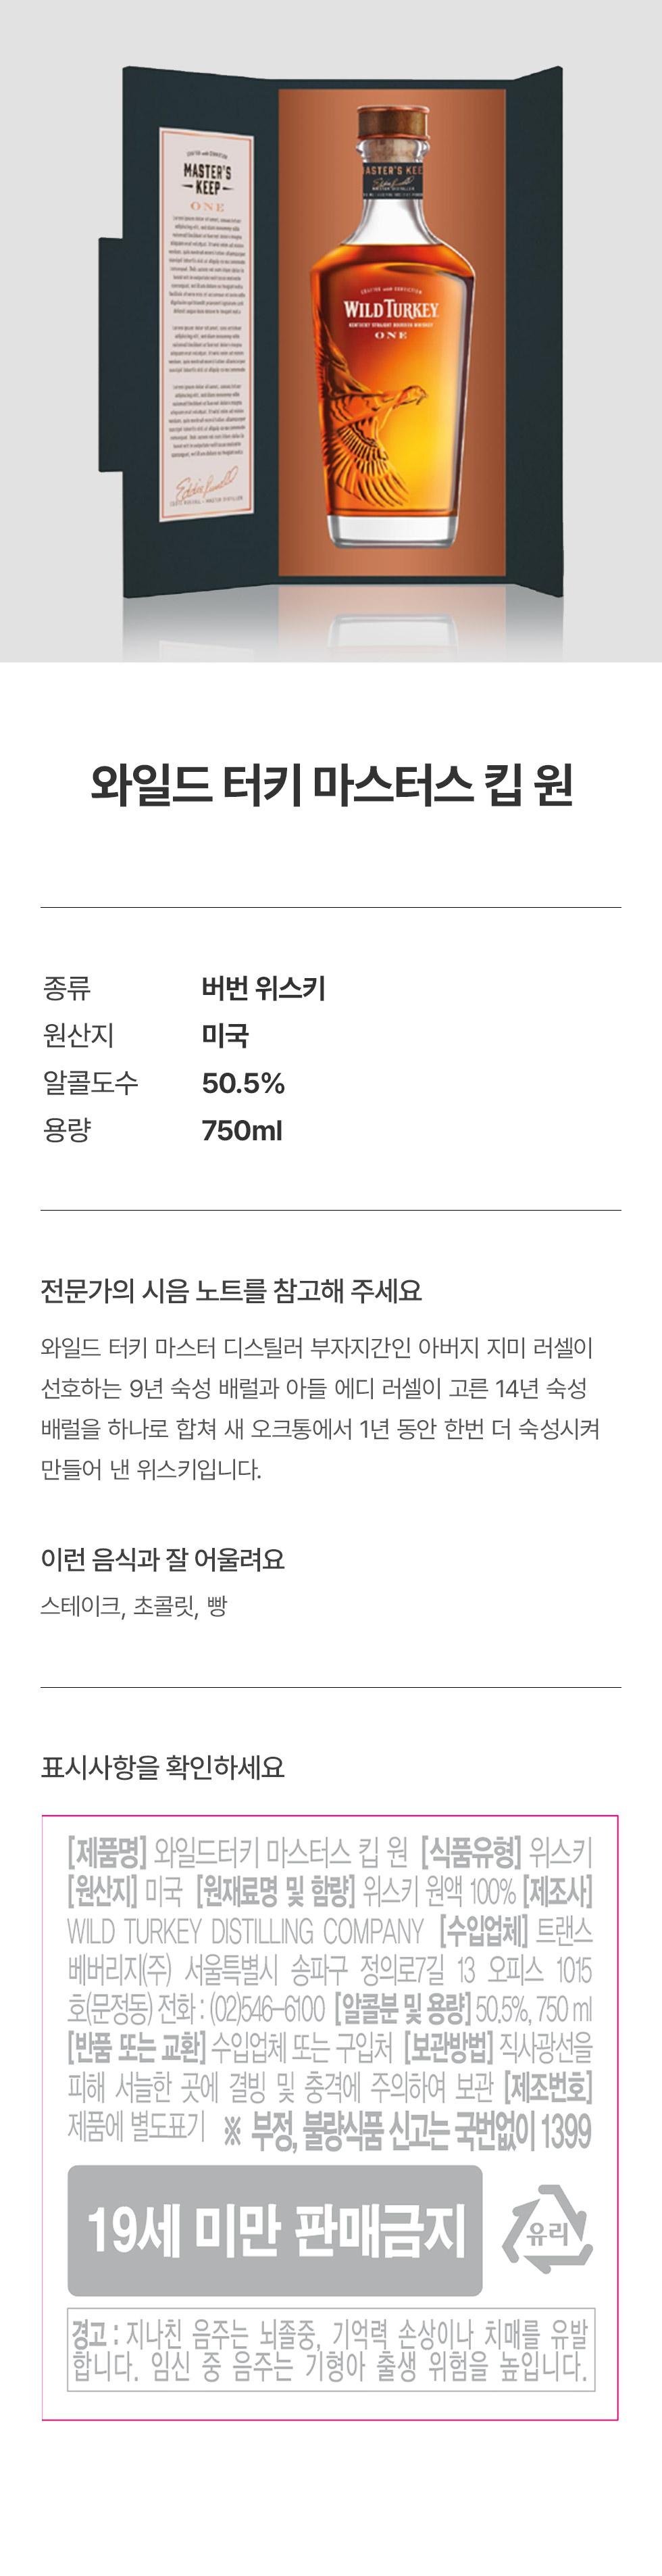 CRAFTED with CONVICTION
MASTER'S
KEEP
ONE
MASTER'S KEEP
CRAFTED with CONVICTION
WILD TURKEY
KENTUCKY STRAIGHT BOURBON WHISKEY
ONE
와일드 터키 마스터스 킵 원
종류 버번 위스키
원산지 미국
알콜도수 50.5%
용량 750ml
전문가의 시음 노트를 참고해 주세요
와일드 터키 마스터 디스틸러 부자지간인 아버지 지미 러셀이
선호하는 9년 숙성 배럴과 아들 에디 러셀이 고른 14년 숙성
배럴을 하나로 합쳐 새 오크통에서 1년 동안 한번 더 숙성시켜
만들어 낸 위스키입니다.
이런 음식과 잘 어울려요
스테이크, 초콜릿, 빵
표시사항을 확인하세요
[제품명] 와일드터키 마스터스 킵 원 [식품유형] 위스키
[원산지] 미국 [원재료명 및 함량] 위스키 원액 100% [제조사]
WILD TURKEY DISTILLING COMPANY [수입업체] 트랜스
베버리지(주) 서울특별시 송파구 정의로7길 13 오피스 1015
호(문정동) 전화 : (02)546-6100 [알콜분 및 용량] 50.5%, 750 ml
[반품 또는 교환] 수입업체 또는 구입처 [보관방법] 직사광선을
피해 서늘한 곳에 결빙 및 충격에 주의하여 보관 [제조번호]
제품에 별도표기 ※ 부정, 불량식품 신고는 국번없이 1399
19세 미만 판매금지
유리
경고 : 지나친 음주는 뇌졸중, 기억력 손상이나 치매를 유발
합니다. 임신 중 음주는 기형아 출생 위험을 높입니다.